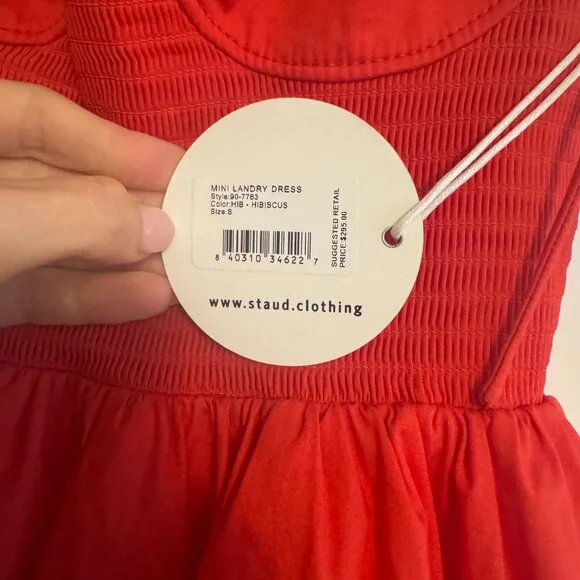 MINI LANDRY DRESS
Style:90-7763
Color:HIB - HIBISCUS
Size:S
8 40310 34622 7
SUGGESTED RETAIL
PRICE:$295.00
www.staud.clothing